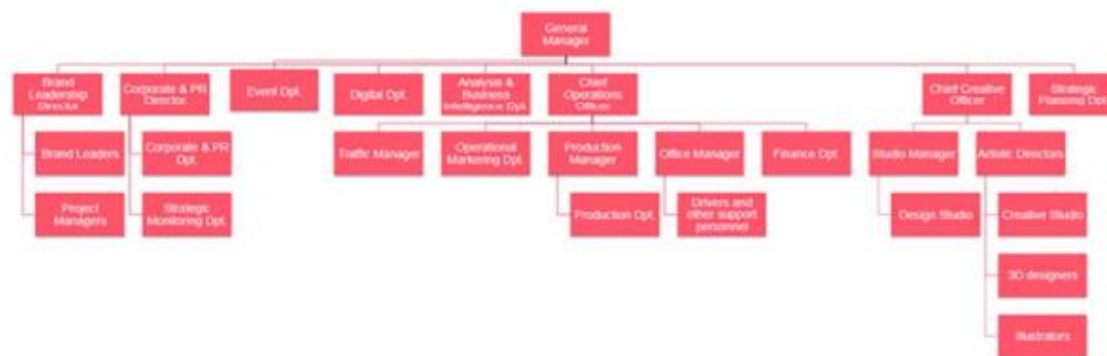 General
Manager
Brand
Leadership
Director
Corporate & PR
Director
Event Dpt.
Digital Dpt.
Analysis &
Business
Intelligence Dpt.
Chief
Operations
Officer
Chief Creative
Officer
Strategic
Planning Dpt.
Brand Leaders
Corporate & PR
Dpt.
Traffic Manager
Operational
Markering Dpt.
Production
Manager
Office Manager
Finance Dpt.
Studio Manager
Artistic Directors
Project
Managers
Strategic
Monitoring Dpt.
Production Dpt.
Drivers and
other support
personnel
Design Studio
Creative Studio
3D designers
Illustrators